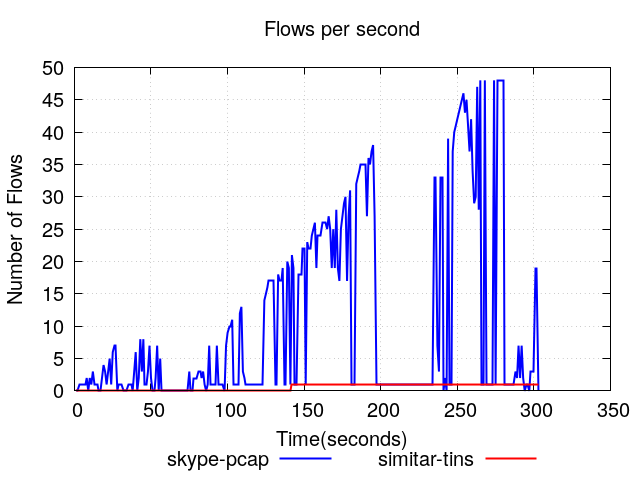 Flows per second
50
45
40
35
30
25
20
15
10
5
0
Number of Flows
0 50 100 150 200 250 300 350
Time(seconds)
skype-pcap similar-tins